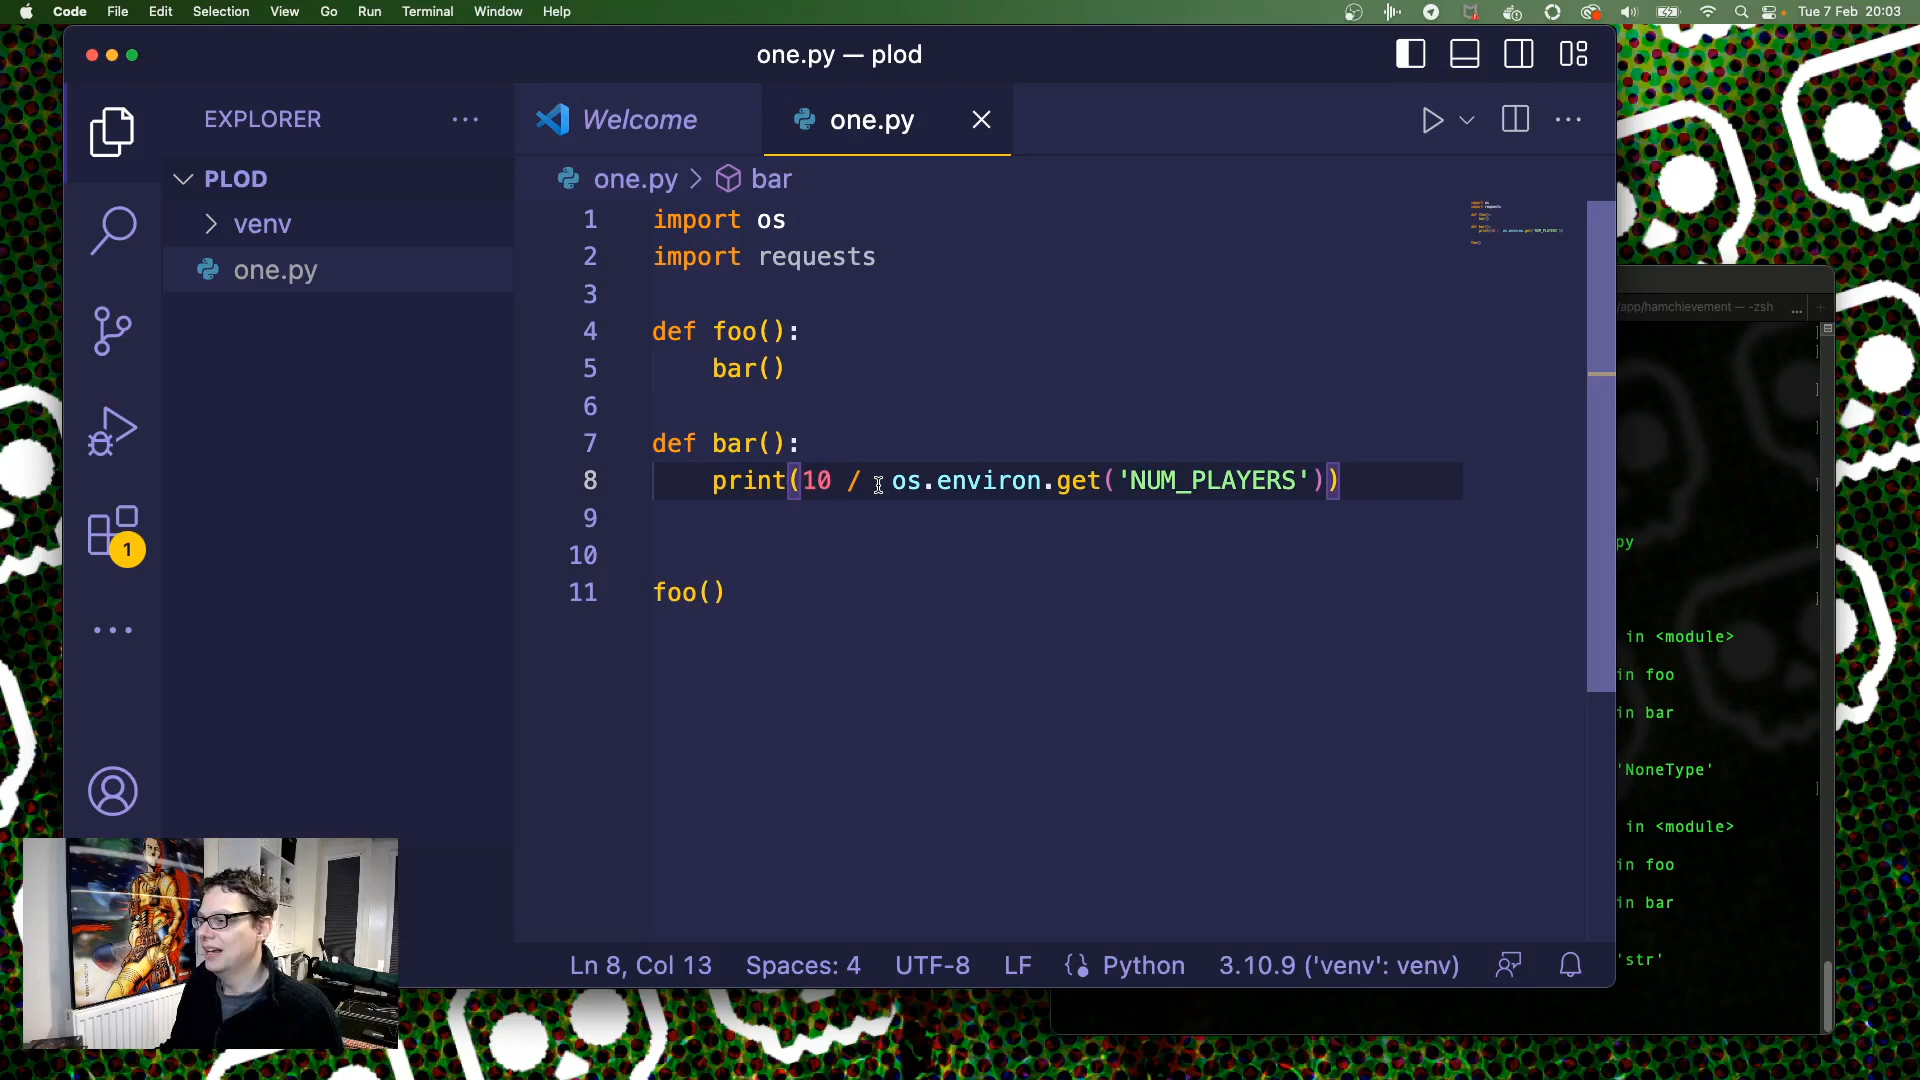 Code File Edit Selection View Go Run Terminal Window Help
Tue 7 Feb 20:03
one.py — plod
EXPLORER
PLOD
venv
one.py
Welcome
one.py
one.py > bar
1 import os
2 import requests
3
4 def foo():
5 bar()
6
7 def bar():
8 print(10 / os.environ.get('NUM_PLAYERS'))
9
10
11 foo()
1
Ln 8, Col 13
Spaces: 4
UTF-8
LF
Python
3.10.9 ('venv': venv)
/app/hamchievement — -zsh
py
in <module>
in foo
in bar
'NoneType'
in <module>
in foo
in bar
'str'